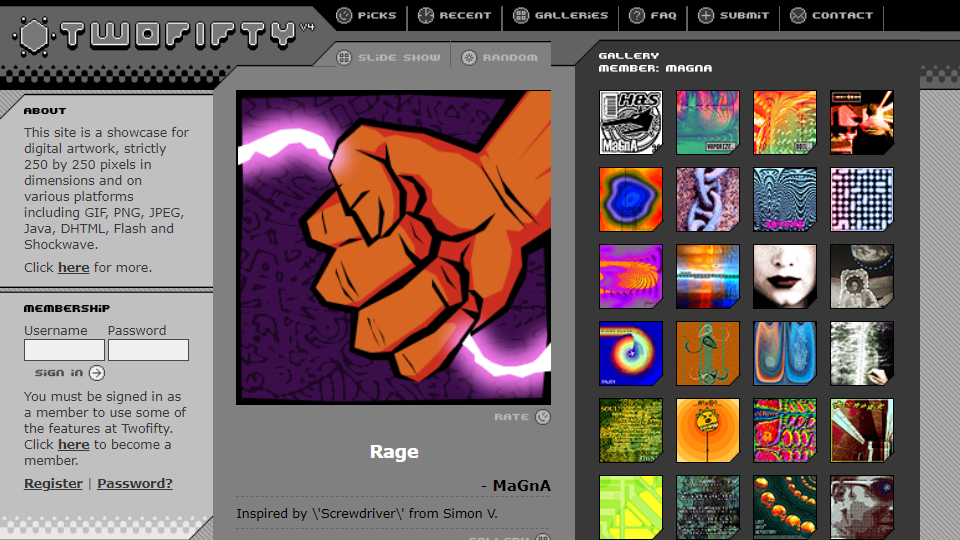 TWOFIFTY V4
PiCKS
RECENT
GALLERiES
FAQ
SUBMiT
CONTACT
SLiDE SHOW
RANDOM
ABOUT
This site is a showcase for
digital artwork, strictly
250 by 250 pixels in
dimensions and on
various platforms
including GIF, PNG, JPEG,
Java, DHTML, Flash and
Shockwave.
Click here for more.
MEMBERSHiP
Username Password
SiGN iN
You must be signed in as
a member to use some of
the features at Twofifty.
Click here to become a
member.
Register | Password?
RATE
Rage
- MaGnA
Inspired by \'Screwdriver\' from Simon V.
GALLERY
GALLERY
MEMBER: MAGNA
H&S
MaGnA
VAPORIZE